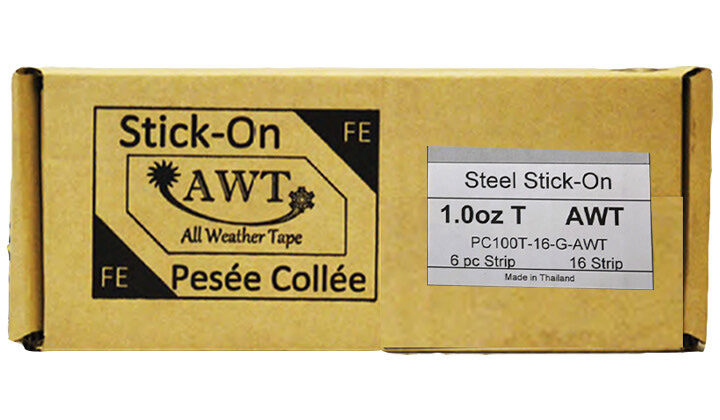 Stick-On
FE
AWT
All Weather Tape
FE
Pesée Collée
Steel Stick-On
1.0oz T AWT
PC100T-16-G-AWT
6 pc Strip 16 Strip
Made in Thailand